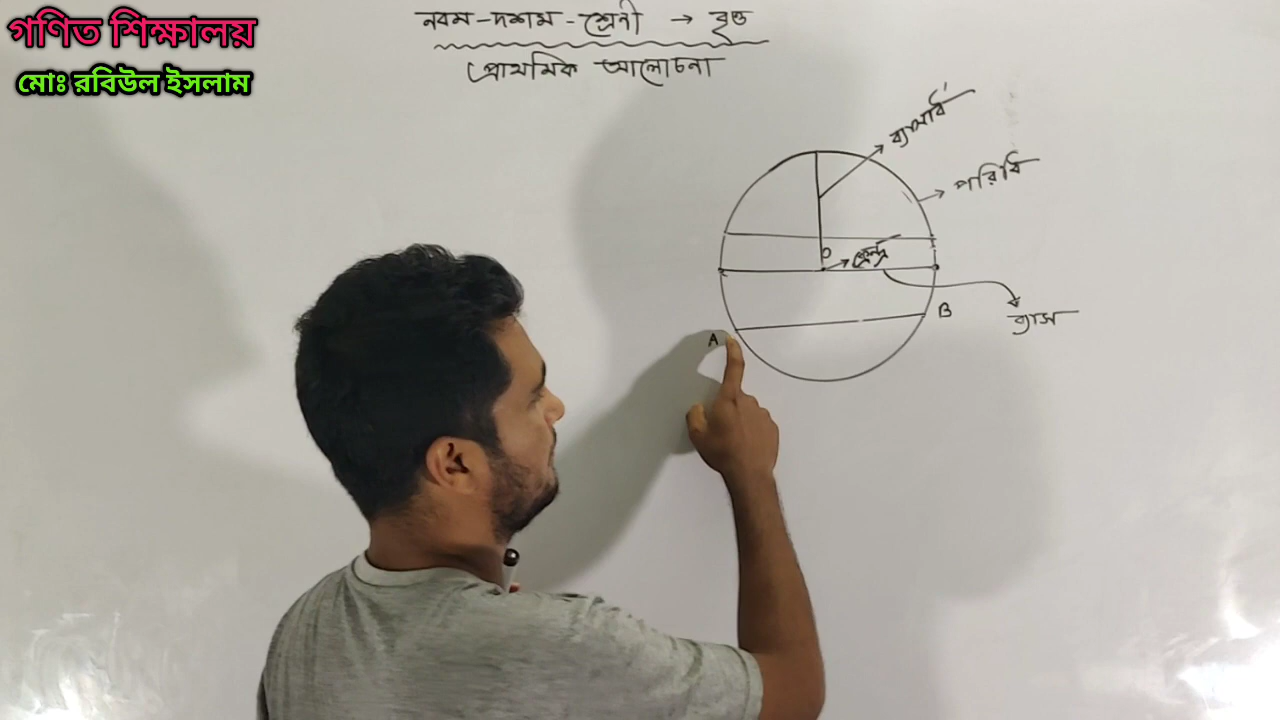 গণিত শিক্ষালয়
মোঃ রবিউল ইসলাম
নবম-দশম-শ্রেনী → বৃত্ত
প্রাথমিক আলোচনা
ব্যাসার্ধ
পরিধি
O
কেন্দ্র
B
ব্যাস
A